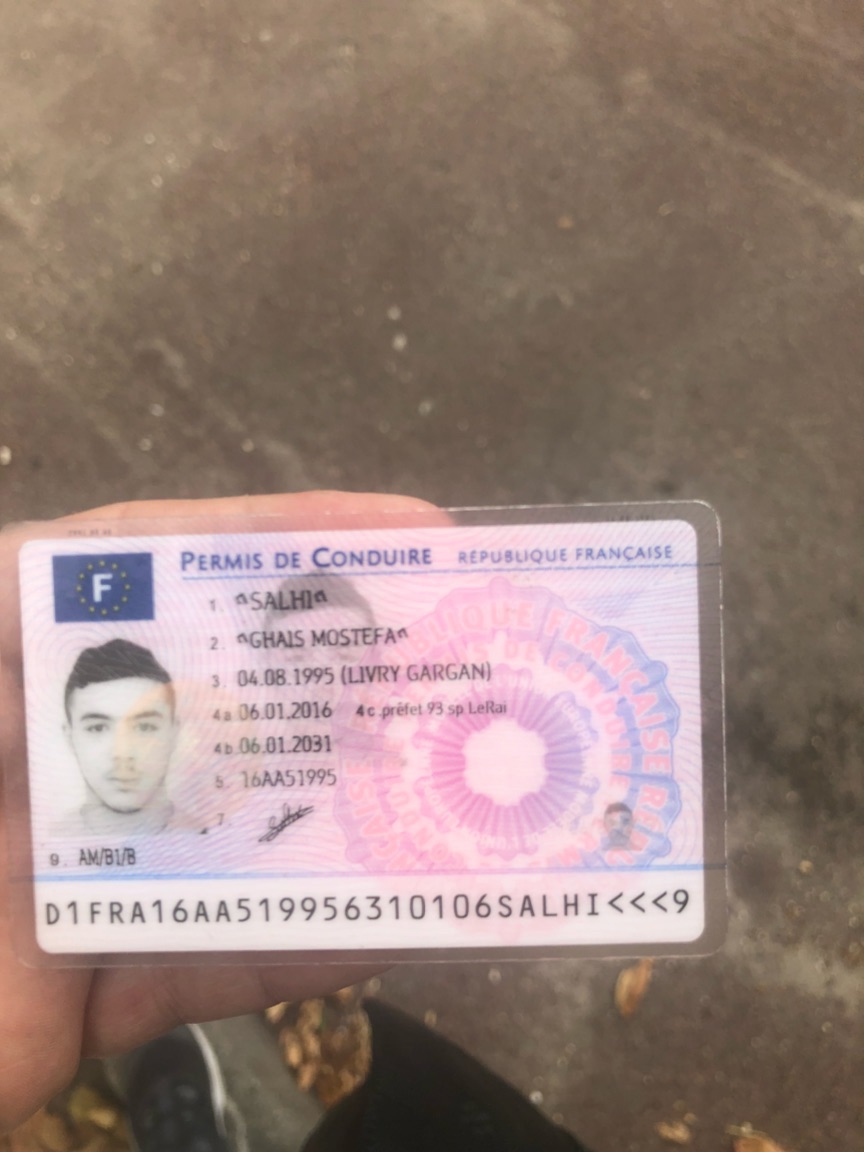 F
PERMIS DE CONDUIRE RÉPUBLIQUE FRANÇAISE
1. SALHI
2. GHAIS MOSTEFA
3. 04.08.1995 (LIVRY GARGAN)
4a 06.01.2016 4c.préfet 93 sp LeRai
4b 06.01.2031
5. 16AA51995
7.
9. AM/B1/B
D1FRA16AA519956310106SALHI<<<9